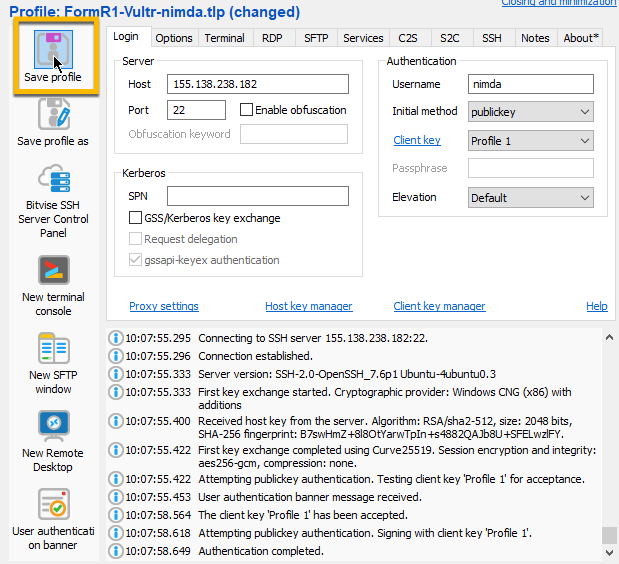 Closing and minimization
Profile: FormR1-Vultr-nimda.tlp (changed)
Save profile
Save profile as
Bitvise SSH
Server Control
Panel
New terminal
console
New SFTP
window
New Remote
Desktop
User authenticati
on banner
Login Options Terminal RDP SFTP Services C2S S2C SSH Notes About*
Server
Host 155.138.238.182
Port 22 Enable obfuscation
Obfuscation keyword
Kerberos
SPN
GSS/Kerberos key exchange
Request delegation
gssapi-keyex authentication
Authentication
Username nimda
Initial method publickey
Client key Profile 1
Passphrase
Elevation Default
Proxy settings Host key manager Client key manager Help
10:07:55.295 Connecting to SSH server 155.138.238.182:22.
10:07:55.296 Connection established.
10:07:55.333 Server version: SSH-2.0-OpenSSH_7.6p1 Ubuntu-4ubuntu0.3
10:07:55.333 First key exchange started. Cryptographic provider: Windows CNG (x86) with
additions
10:07:55.400 Received host key from the server. Algorithm: RSA/sha2-512, size: 2048 bits,
SHA-256 fingerprint: B7swHmZ+8l8OtYarwTpIn+s4882QAJb8U+SFELwzlFY.
10:07:55.422 First key exchange completed using Curve25519. Session encryption and integrity:
aes256-gcm, compression: none.
10:07:55.422 Attempting publickey authentication. Testing client key 'Profile 1' for acceptance.
10:07:55.453 User authentication banner message received.
10:07:58.564 The client key 'Profile 1' has been accepted.
10:07:58.618 Attempting publickey authentication. Signing with client key 'Profile 1'.
10:07:58.649 Authentication completed.